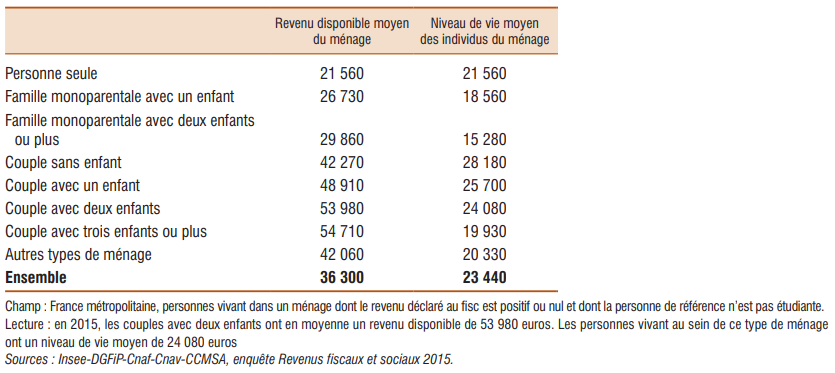 Revenu disponible moyen du ménage
Niveau de vie moyen des individus du ménage
Personne seule 21 560 21 560
Famille monoparentale avec un enfant 26 730 18 560
Famille monoparentale avec deux enfants
ou plus 29 860 15 280
Couple sans enfant 42 270 28 180
Couple avec un enfant 48 910 25 700
Couple avec deux enfants 53 980 24 080
Couple avec trois enfants ou plus 54 710 19 930
Autres types de ménage 42 060 20 330
Ensemble 36 300 23 440
Champ : France métropolitaine, personnes vivant dans un ménage dont le revenu déclaré au fisc est positif ou nul et dont la personne de référence n'est pas étudiante.
Lecture : en 2015, les couples avec deux enfants ont en moyenne un revenu disponible de 53 980 euros. Les personnes vivant au sein de ce type de ménage
ont un niveau de vie moyen de 24 080 euros
Sources : Insee-DGFiP-Cnaf-Cnav-CCMSA, enquête Revenus fiscaux et sociaux 2015.